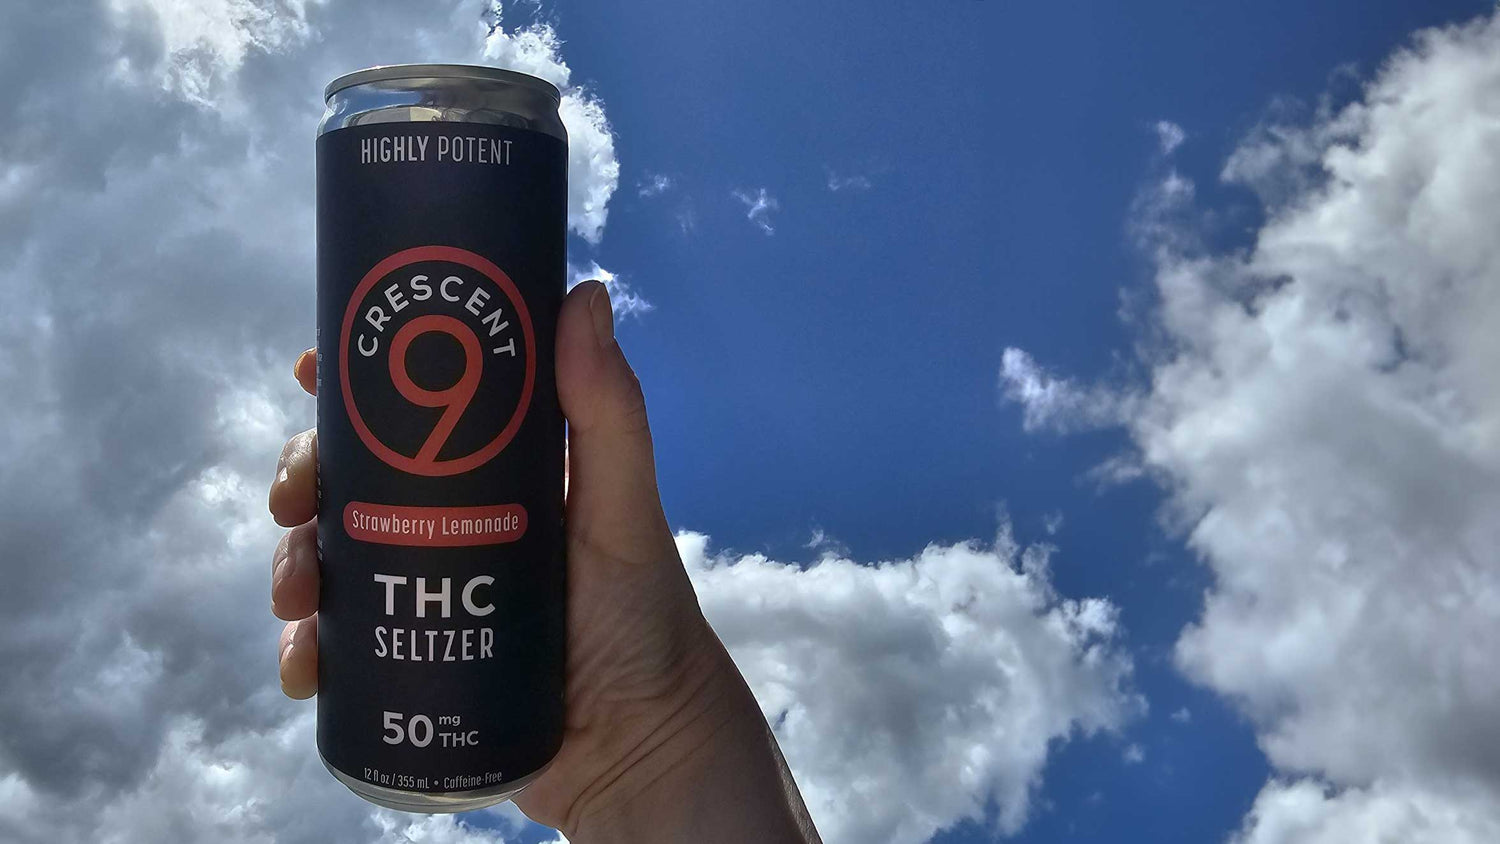 HIGHLY POTENT
CRESCENT
9
Strawberry Lemonade
THC
SELTZER
50 mg
THC
12 fl oz / 355 mL • Caffeine-Free